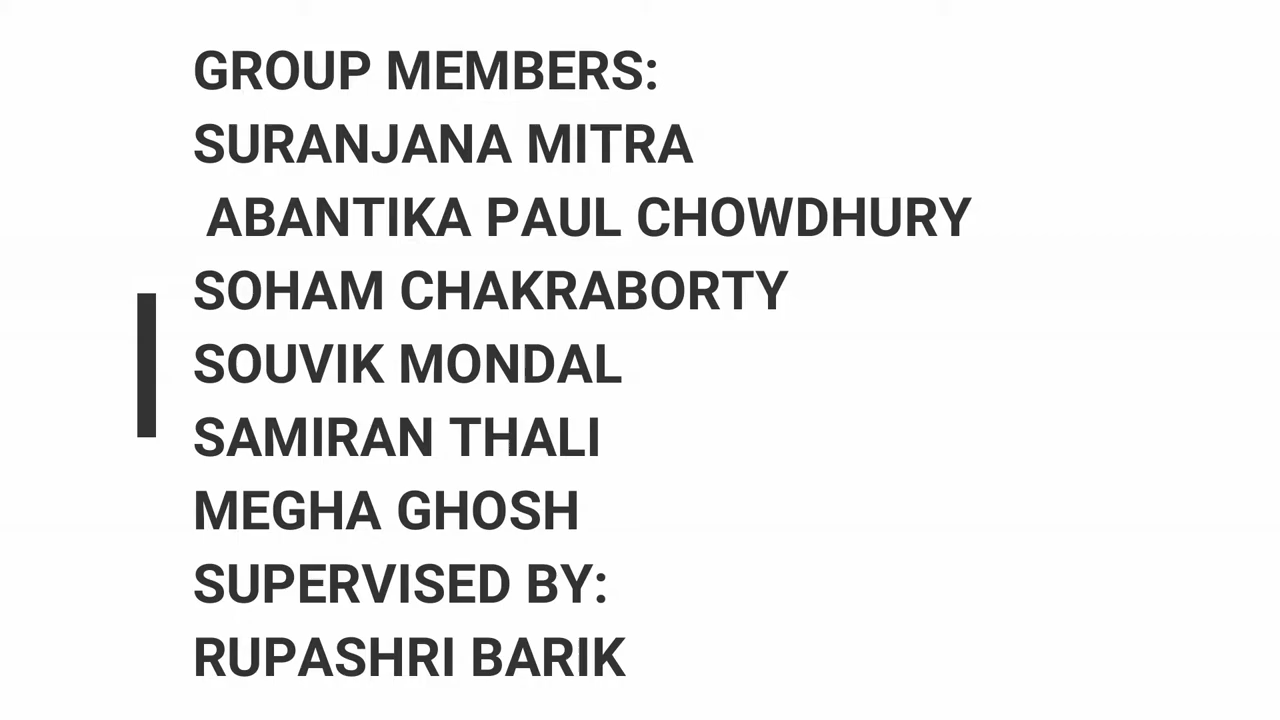 GROUP MEMBERS:
SURANJANA MITRA
ABANTIKA PAUL CHOWDHURY
SOHAM CHAKRABORTY
SOUVIK MONDAL
SAMIRAN THALI
MEGHA GHOSH
SUPERVISED BY:
RUPASHRI BARIK